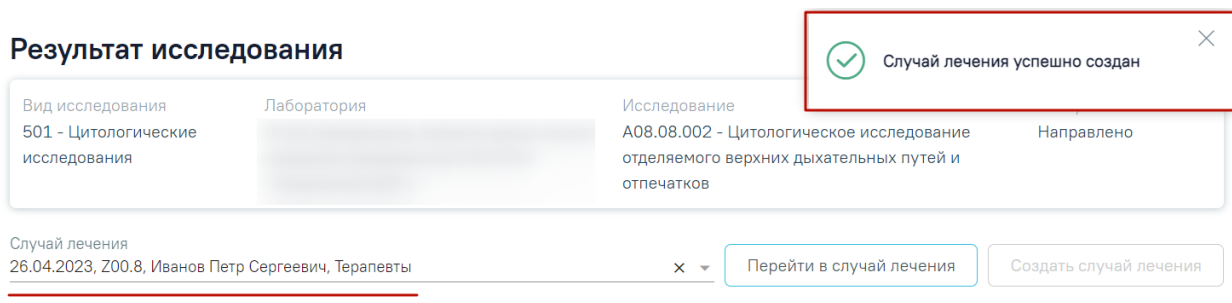 Результат исследования
Случай лечения успешно создан
Вид исследования
501 - Цитологические
исследования
Лаборатория
Исследование
A08.08.002 - Цитологическое исследование
отделяемого верхних дыхательных путей и
отпечатков
Направлено
Случай лечения
26.04.2023, Z00.8, Иванов Петр Сергеевич, Терапевты
Перейти в случай лечения
Создать случай лечения